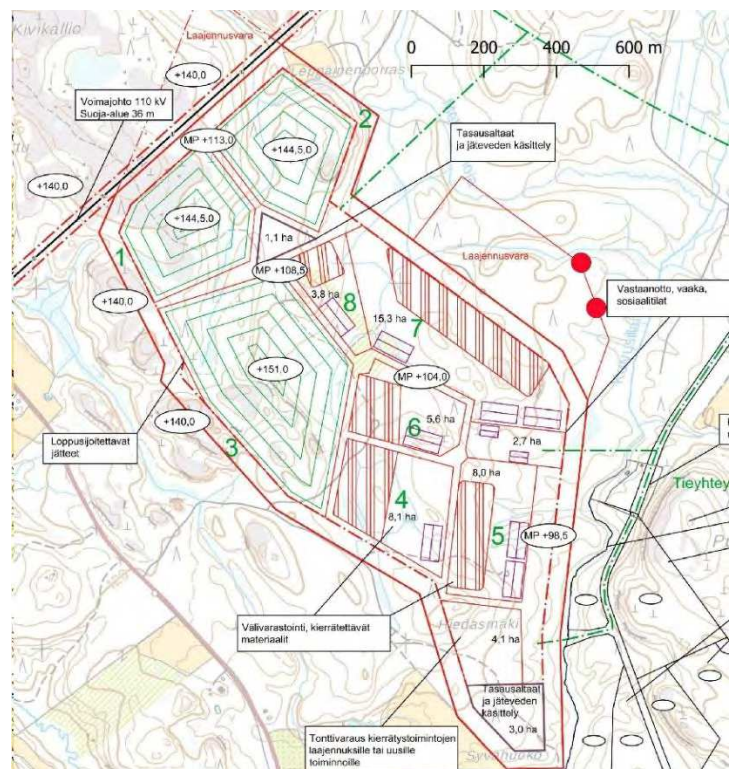 Kivikallio
Laajennusvara
Leppäinenporras
0 200 400 600 m
+140,0
Voimajohto 110 kV
Suoja-alue 36 m
2
MP +113,0
+144,5,0
Tasausaltaat
ja jäteveden käsittely
+140,0
+144,5,0
1,1 ha
1
Laajennusvara
MP +108,5
Vastaanotto, vaaka,
sosiaalitilat
+140,0
3,8 ha
8
15,3 ha
7
+151,0
MP +104,0
+140,0
5,6 ha
6
2,7 ha
Loppusijoitettavat
jätteet
3
8,0 ha
Tieyhtey
4
8,1 ha
5
MP +98,5
Välivarastointi, kierrätettävät
materiaalit
Hiedasmäki
4,1 ha
Tasausaltaat
ja jäteveden
käsittely
3,0 ha
Tonttivaraus kierrätystoimintojen
laajennuksille tai uusille
toiminnoille